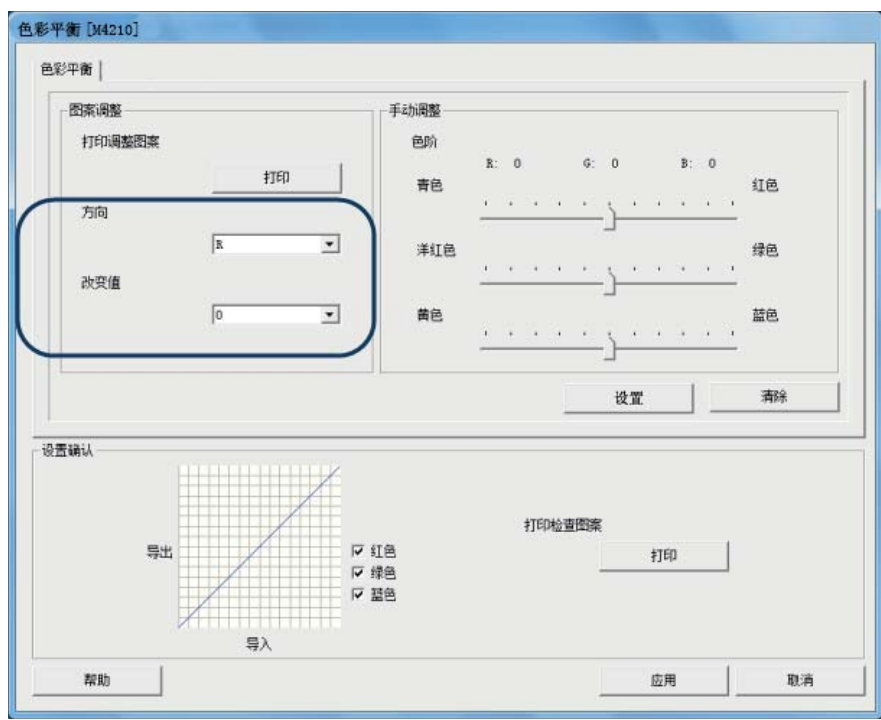 色彩平衡 [M4210]
色彩平衡
图案调整
打印调整图案
打印
方向
R
改变值
0
手动调整
色阶
R: 0 G: 0 B: 0
青色 红色
洋红色 绿色
黄色 蓝色
设置 清除
设置确认
导出
导入
红色
绿色
蓝色
打印检查图案
打印
帮助 应用 取消